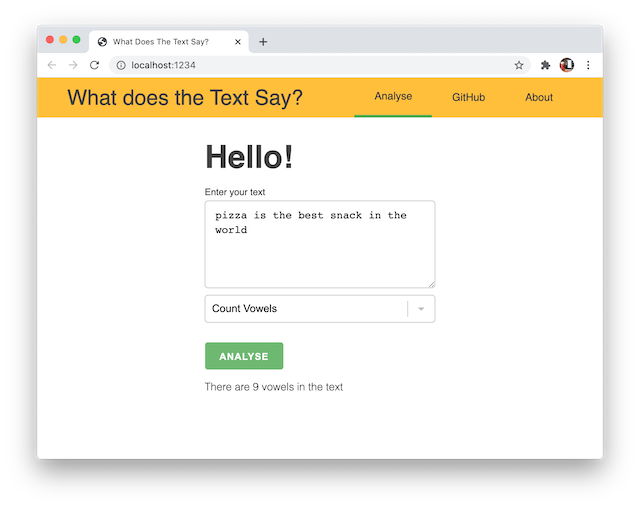 What Does The Text Say?
localhost:1234
What does the Text Say?
Analyse
GitHub
About
Hello!
Enter your text
pizza is the best snack in the
world
Count Vowels
ANALYSE
There are 9 vowels in the text